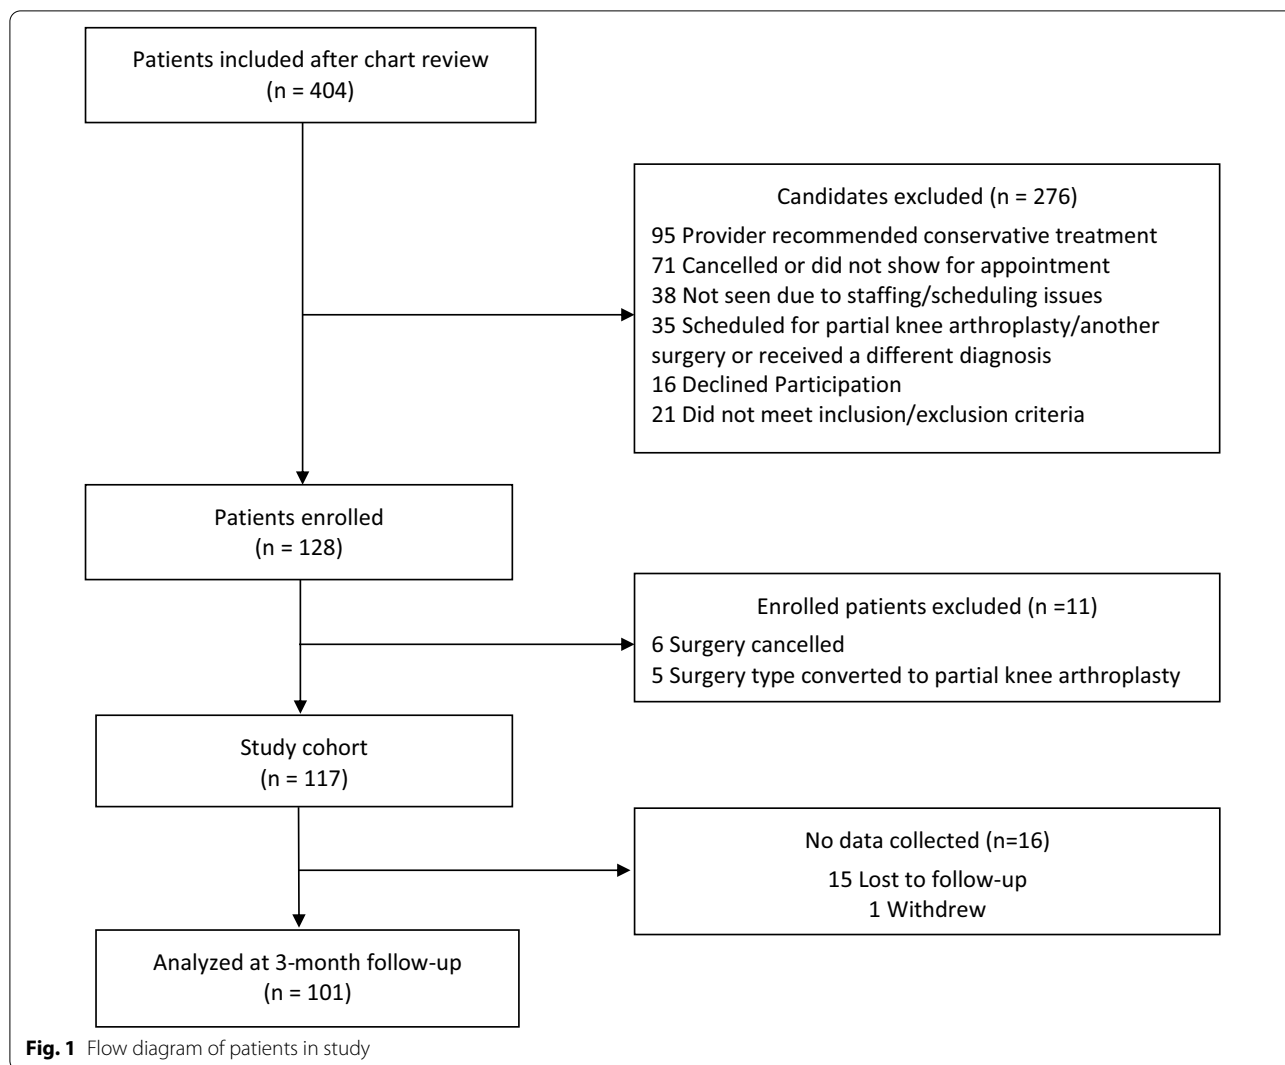 Patients included after chart review
(n = 404)
Candidates excluded (n = 276)
95 Provider recommended conservative treatment
71 Cancelled or did not show for appointment
38 Not seen due to staffing/scheduling issues
35 Scheduled for partial knee arthroplasty/another
surgery or received a different diagnosis
16 Declined Participation
21 Did not meet inclusion/exclusion criteria
Patients enrolled
(n = 128)
Enrolled patients excluded (n =11)
6 Surgery cancelled
5 Surgery type converted to partial knee arthroplasty
Study cohort
(n = 117)
No data collected (n=16)
15 Lost to follow-up
1 Withdrew
Analyzed at 3-month follow-up
(n = 101)
Fig. 1 Flow diagram of patients in study